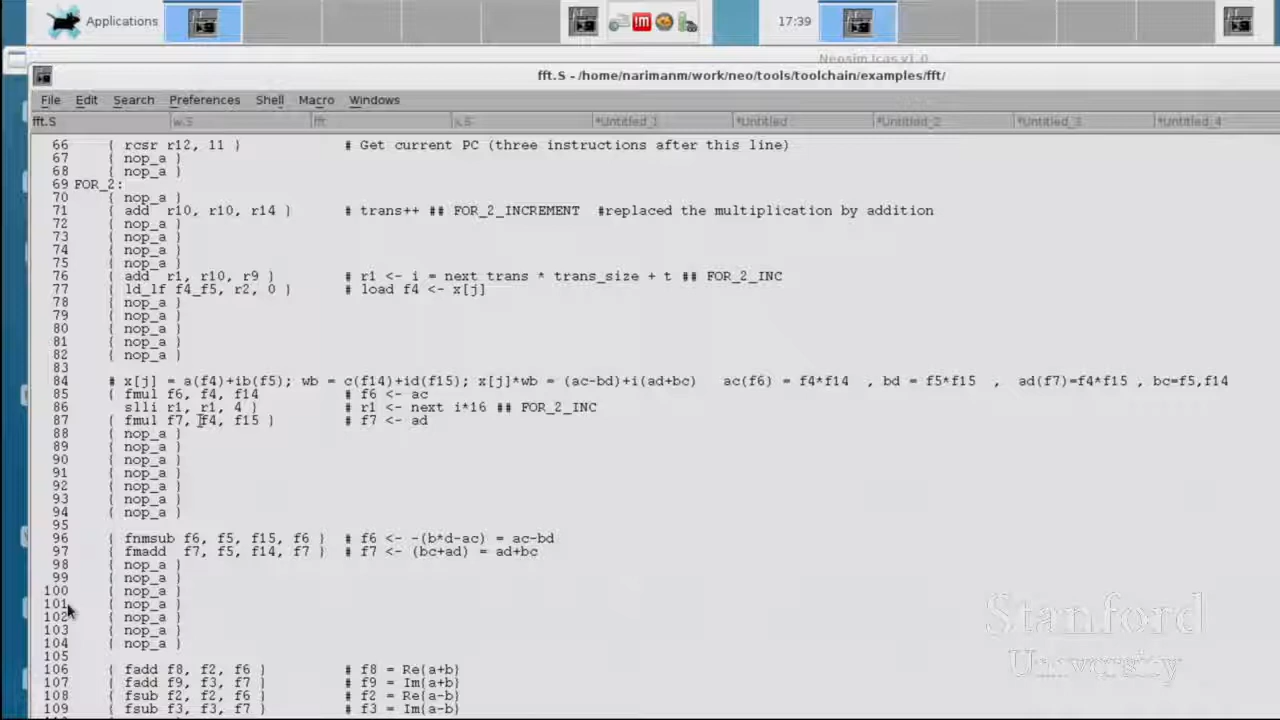 Applications
17:39
Neosim Icas v1.0
fft.S - /home/narimanm/work/neo/tools/toolchain/examples/fft/
File Edit Search Preferences Shell Macro Windows
fft.S w.S fft x.S *Untitled_1 *Untitled *Untitled_2 *Untitled_3 *Untitled_4
66 { rcsr r12, 11 } # Get current PC (three instructions after this line)
67 { nop_a }
68 { nop_a }
69 FOR_2:
70 { nop_a }
71 { add r10, r10, r14 } # trans++ ## FOR_2_INCREMENT #replaced the multiplication by addition
72 { nop_a }
73 { nop_a }
74 { nop_a }
75 { nop_a }
76 { add r1, r10, r9 } # r1 <- i = next trans * trans_size + t ## FOR_2_INC
77 { ld_lf f4_f5, r2, 0 } # load f4 <- x[j]
78 { nop_a }
79 { nop_a }
80 { nop_a }
81 { nop_a }
82 { nop_a }
83
84 # x[j] = a(f4)+ib(f5); wb = c(f14)+id(f15); x[j]*wb = (ac-bd)+i(ad+bc) ac(f6) = f4*f14 , bd = f5*f15 , ad(f7)=f4*f15 , bc=f5,f14
85 { fmul f6, f4, f14 # f6 <- ac
86 slli r1, r1, 4 } # r1 <- next i*16 ## FOR_2_INC
87 { fmul f7, f4, f15 } # f7 <- ad
88 { nop_a }
89 { nop_a }
90 { nop_a }
91 { nop_a }
92 { nop_a }
93 { nop_a }
94 { nop_a }
95
96 { fnmsub f6, f5, f15, f6 } # f6 <- -(b*d-ac) = ac-bd
97 { fmadd f7, f5, f14, f7 } # f7 <- (bc+ad) = ad+bc
98 { nop_a }
99 { nop_a }
100 { nop_a }
101 { nop_a }
102 { nop_a }
103 { nop_a }
104 { nop_a }
105
106 { fadd f8, f2, f6 } # f8 = Re{a+b}
107 { fadd f9, f3, f7 } # f9 = Im{a+b}
108 { fsub f2, f2, f6 } # f2 = Re{a-b}
109 { fsub f3, f3, f7 } # f3 = Im{a-b}
Stanford
University